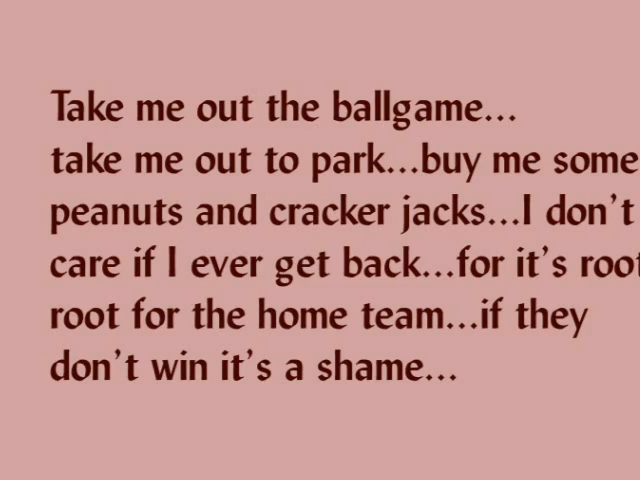 Take me out the ballgame...
take me out to park...buy me some
peanuts and cracker jacks...I don't
care if I ever get back...for it's root
root for the home team...if they
don't win it's a shame...